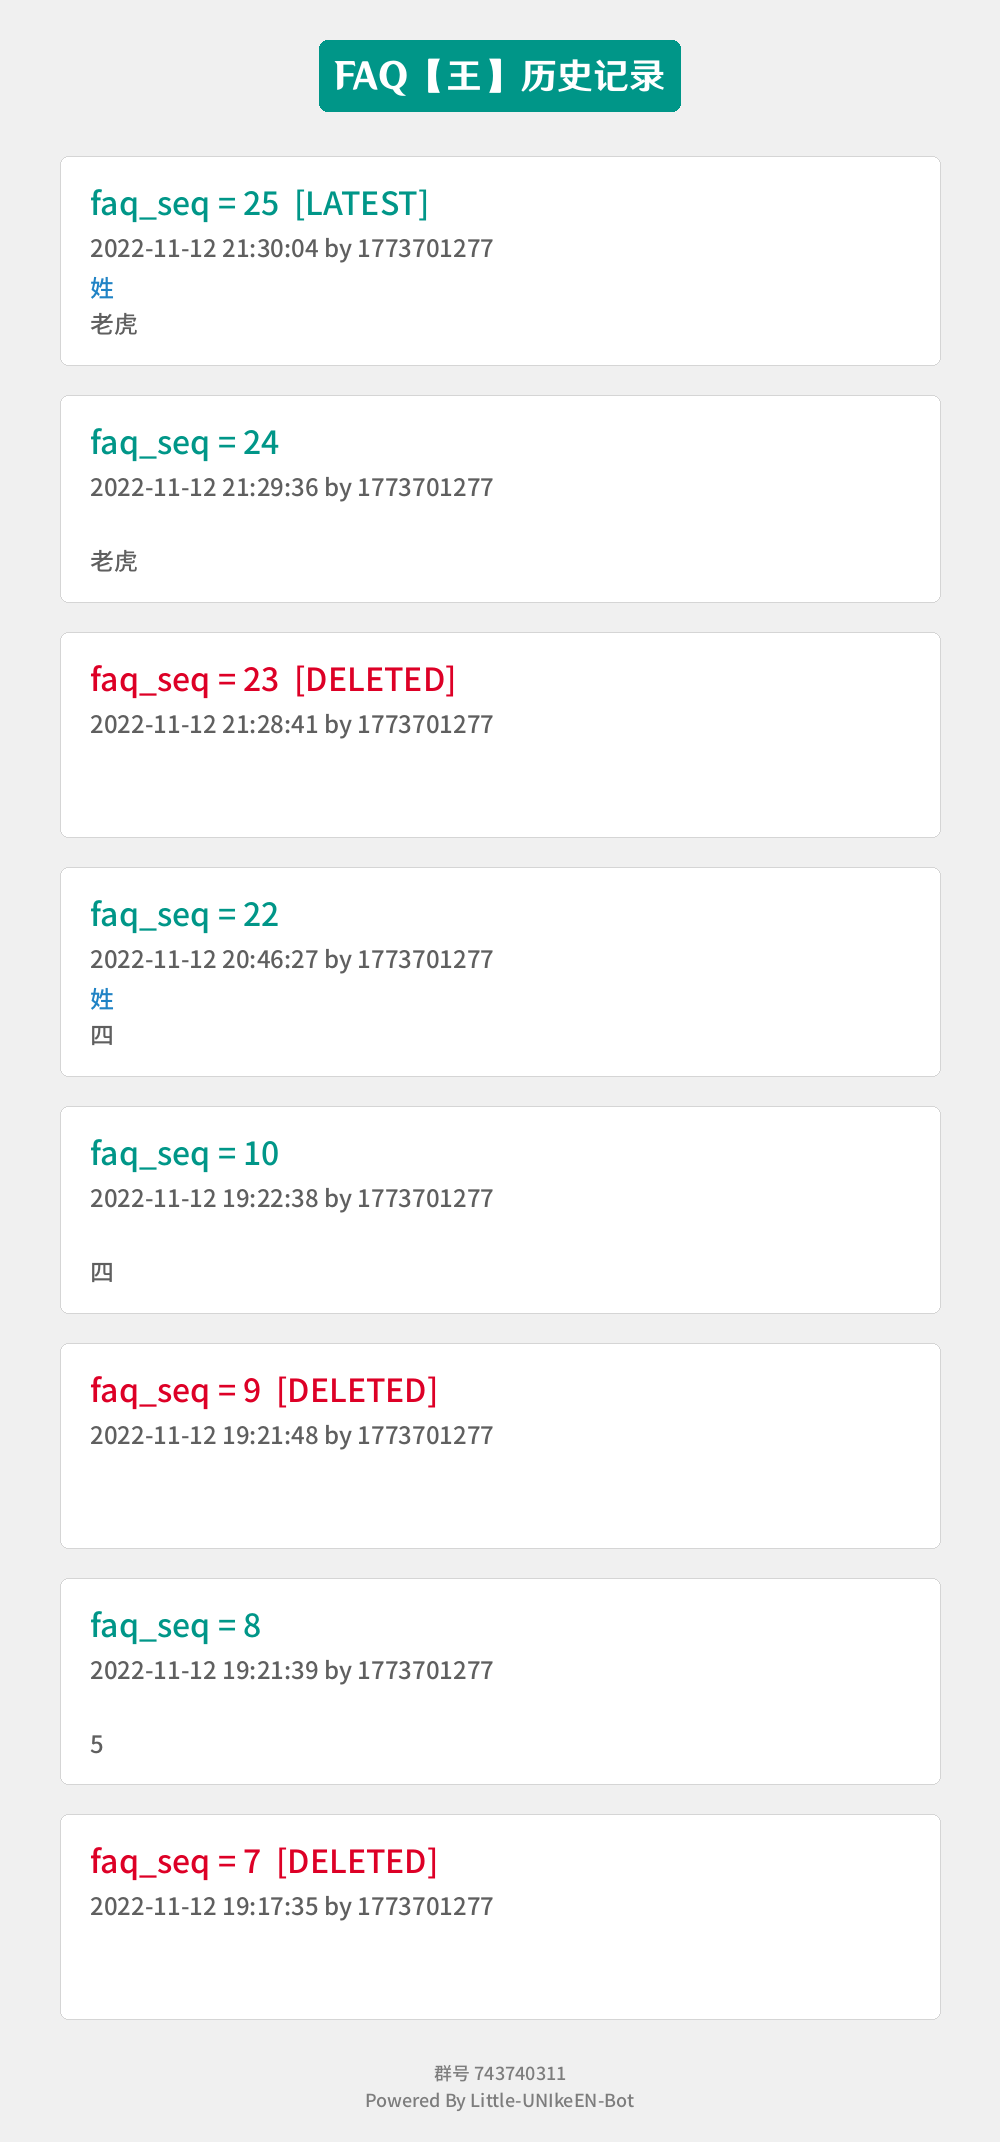 FAQ【王】历史记录
faq_seq = 25 [LATEST]
2022-11-12 21:30:04 by 1773701277
姓
老虎
faq_seq = 24
2022-11-12 21:29:36 by 1773701277
老虎
faq_seq = 23 [DELETED]
2022-11-12 21:28:41 by 1773701277
faq_seq = 22
2022-11-12 20:46:27 by 1773701277
姓
四
faq_seq = 10
2022-11-12 19:22:38 by 1773701277
四
faq_seq = 9 [DELETED]
2022-11-12 19:21:48 by 1773701277
faq_seq = 8
2022-11-12 19:21:39 by 1773701277
5
faq_seq = 7 [DELETED]
2022-11-12 19:17:35 by 1773701277
群号 743740311
Powered By Little-UNIkeEN-Bot